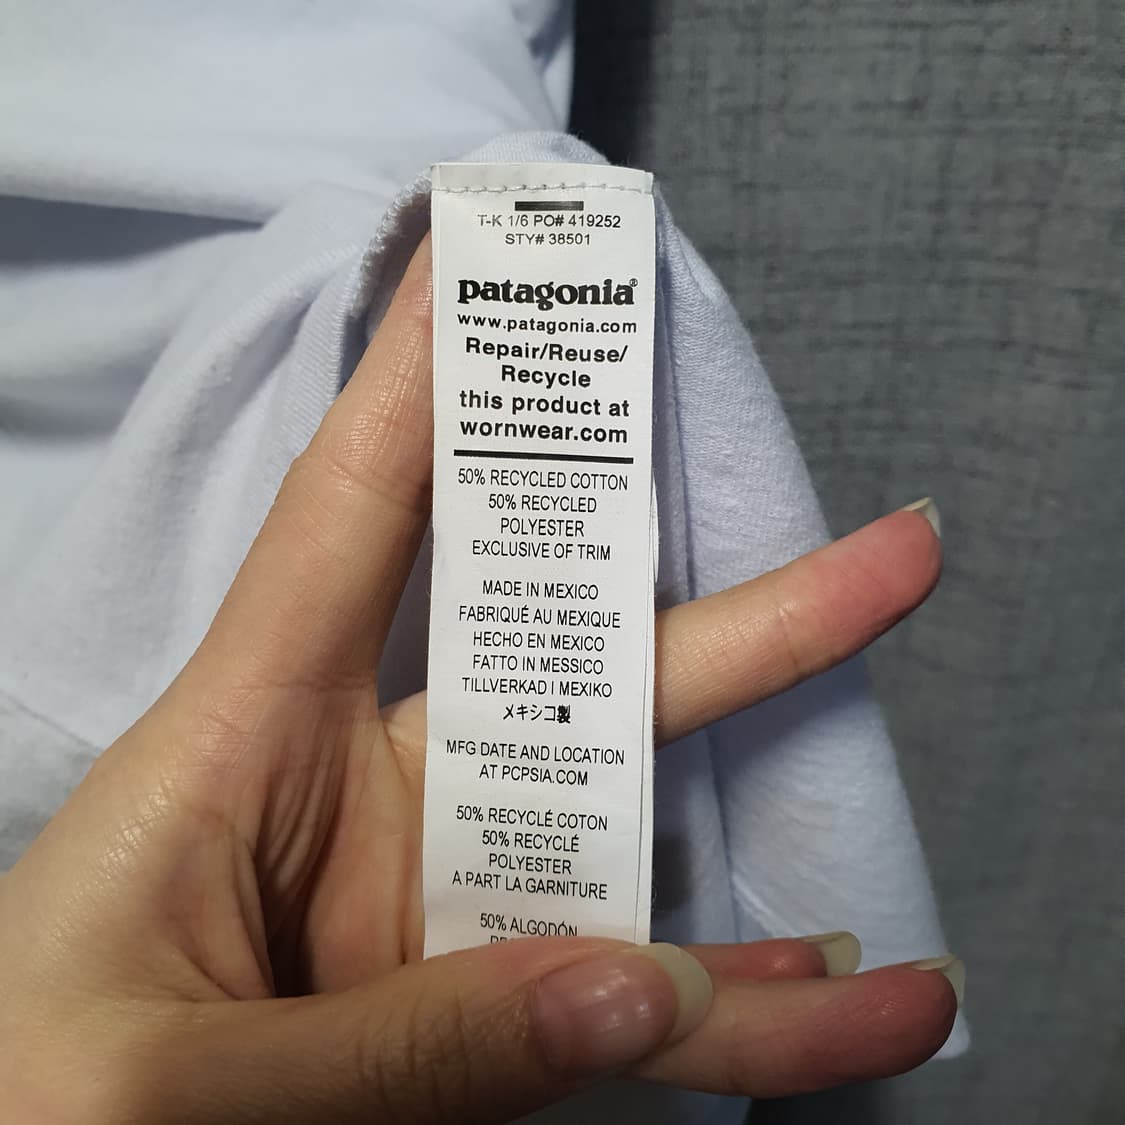 T-K 1/6 PO# 419252
STY# 38501
patagonia®
www.patagonia.com
Repair/Reuse/
Recycle
this product at
wornwear.com
50% RECYCLED COTTON
50% RECYCLED
POLYESTER
EXCLUSIVE OF TRIM
MADE IN MEXICO
FABRIQUÉ AU MEXIQUE
HECHO EN MEXICO
FATTO IN MESSICO
TILLVERKAD I MEXIKO
メキシコ製
MFG DATE AND LOCATION
AT PCPSIA.COM
50% RECYCLÉ COTON
50% RECYCLÉ
POLYESTER
A PART LA GARNITURE
50% ALGODÓN